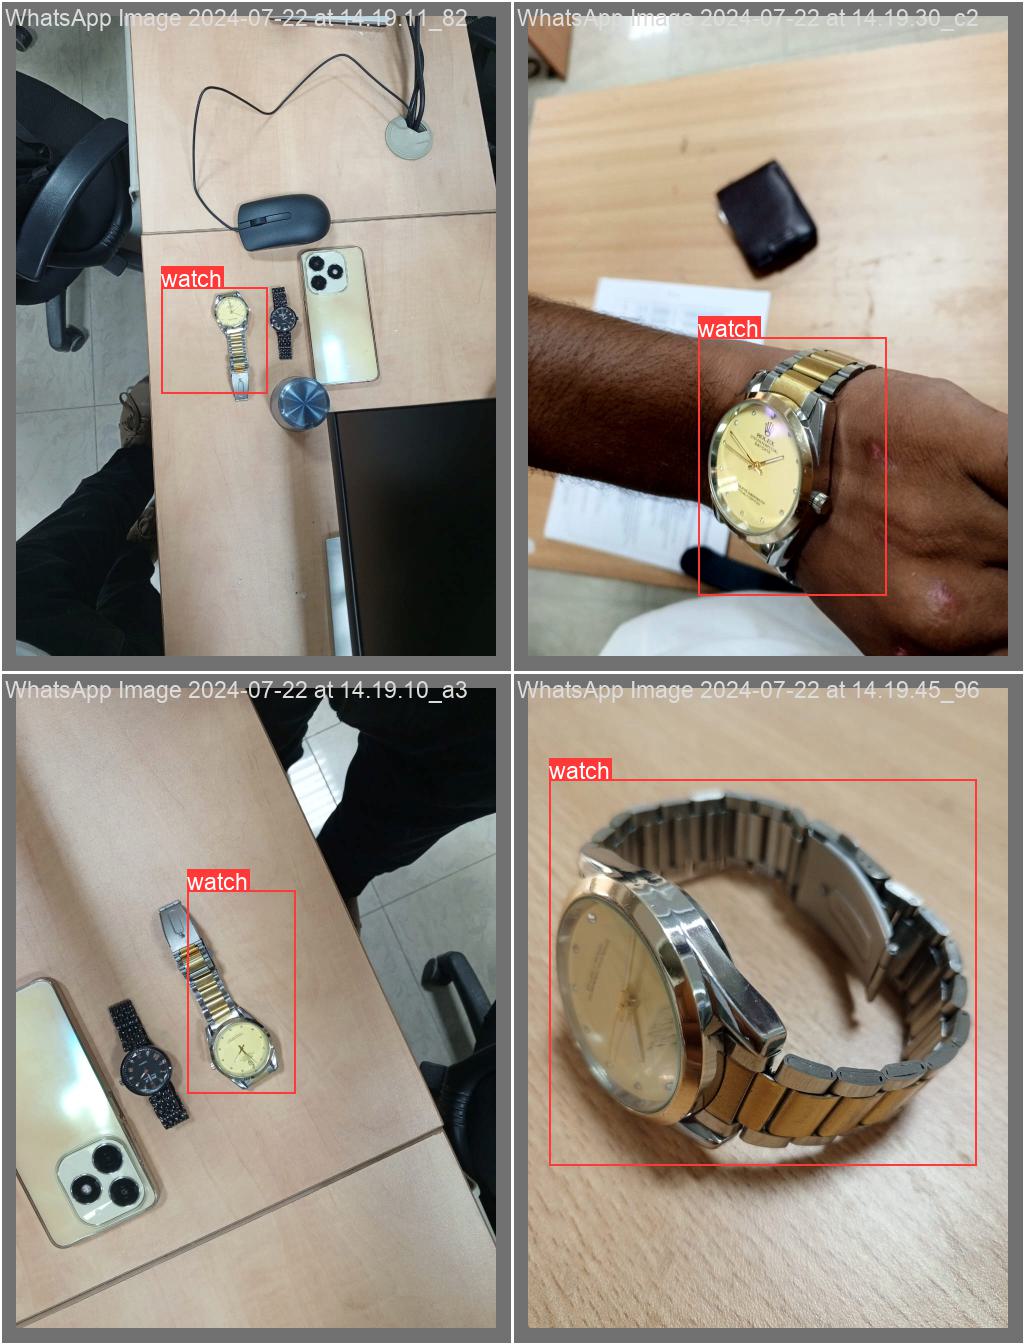 WhatsApp Image 2024-07-22 at 14.19.11_82
watch
WhatsApp Image 2024-07-22 at 14.19.30_c2
watch
ROLEX
WhatsApp Image 2024-07-22 at 14.19.10_a3
watch
WhatsApp Image 2024-07-22 at 14.19.45_96
watch